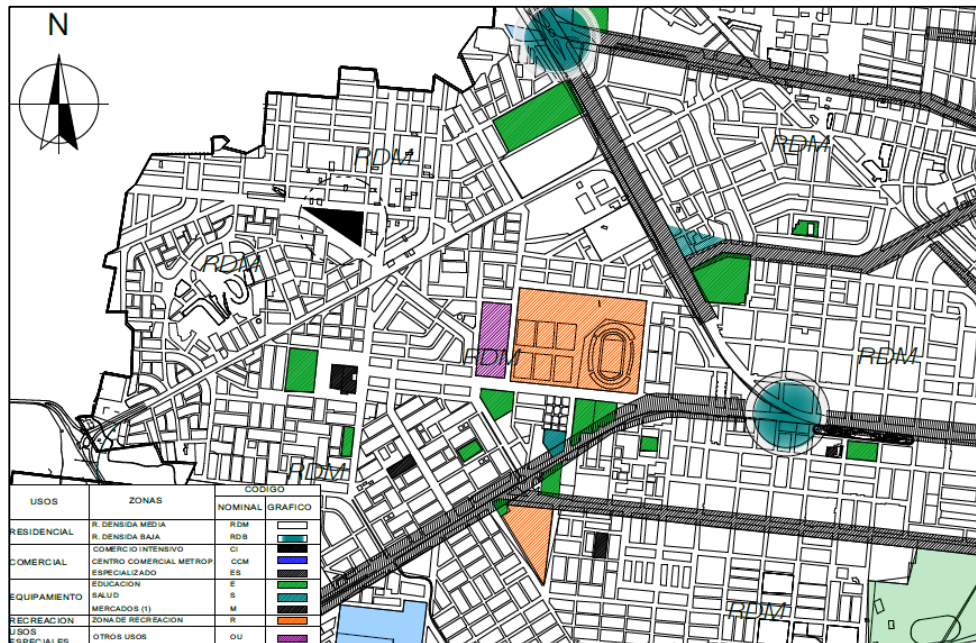 N
RDM
RDM
RDM
RDM
RDM
RDM
RDM
USOS ZONAS CODIGO
NOMINAL GRAFICO
RESIDENCIAL R. DENSIDA MEDIA RDM
R. DENSIDA BAJA RDB
COMERCIAL COMERCIO INTENSIVO CI
CENTRO COMERCIAL METROP CCM
ESPECIALIZADO ES
EQUIPAMIENTO EDUCACION E
SALUD S
MERCADOS (1) M
RECREACION ZONA DE RECREACION R
USOS ESPECIALES OTROS USOS OU